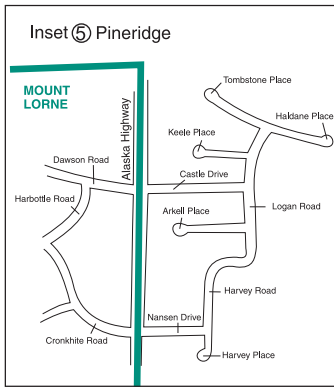 Inset 5 Pineridge
Tombstone Place
MOUNT
LORNE
Alaska Highway
Haldane Place
Keele Place
Dawson Road
Castle Drive
Harbottle Road
Arkell Place
Logan Road
Harvey Road
Nansen Drive
Cronkhite Road
Harvey Place